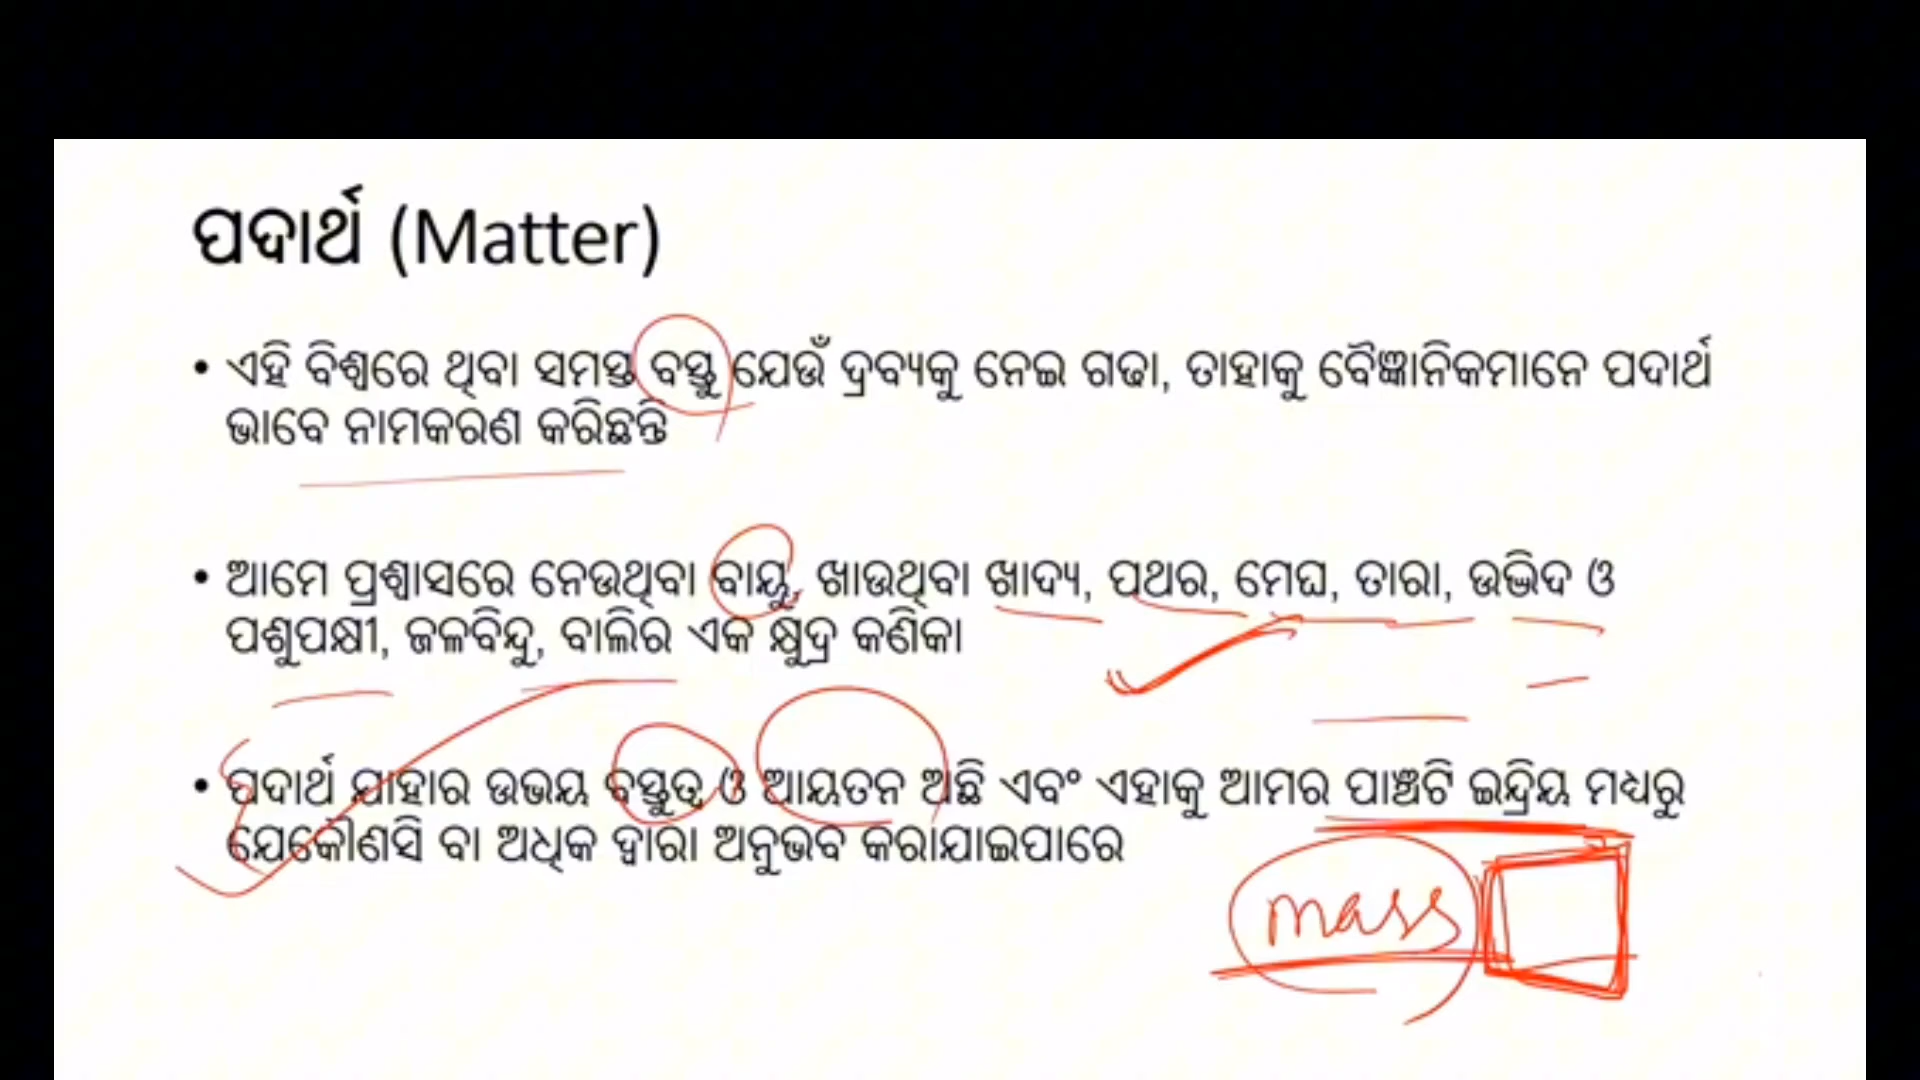 ପଦାର୍ଥ (Matter)
• ଏହି ବିଶ୍ୱରେ ଥିବା ସମସ୍ତ ବସ୍ତୁ ଯେଉଁ ଦ୍ରବ୍ୟକୁ ନେଇ ଗଢା, ତାହାକୁ ବୈଜ୍ଞାନିକମାନେ ପଦାର୍ଥ
ଭାବେ ନାମକରଣ କରିଛନ୍ତି
• ଆମେ ପ୍ରଶ୍ୱାସରେ ନେଉଥିବା ବାୟୁ, ଖାଉଥିବା ଖାଦ୍ୟ, ପଥର, ମେଘ, ତାରା, ଉଦ୍ଭିଦ ଓ
ପଶୁପକ୍ଷୀ, ଜଳବିନ୍ଦୁ, ବାଲିର ଏକ କ୍ଷୁଦ୍ର କଣିକା
• ପଦାର୍ଥ ଯାହାର ଉଭୟ ବସ୍ତୁତ୍ୱ ଓ ଆୟତନ ଅଛି ଏବଂ ଏହାକୁ ଆମର ପାଞ୍ଚଟି ଇନ୍ଦ୍ରିୟ ମଧ୍ୟରୁ
ଯେକୌଣସି ବା ଅଧିକ ଦ୍ୱାରା ଅନୁଭବ କରାଯାଇପାରେ
mass